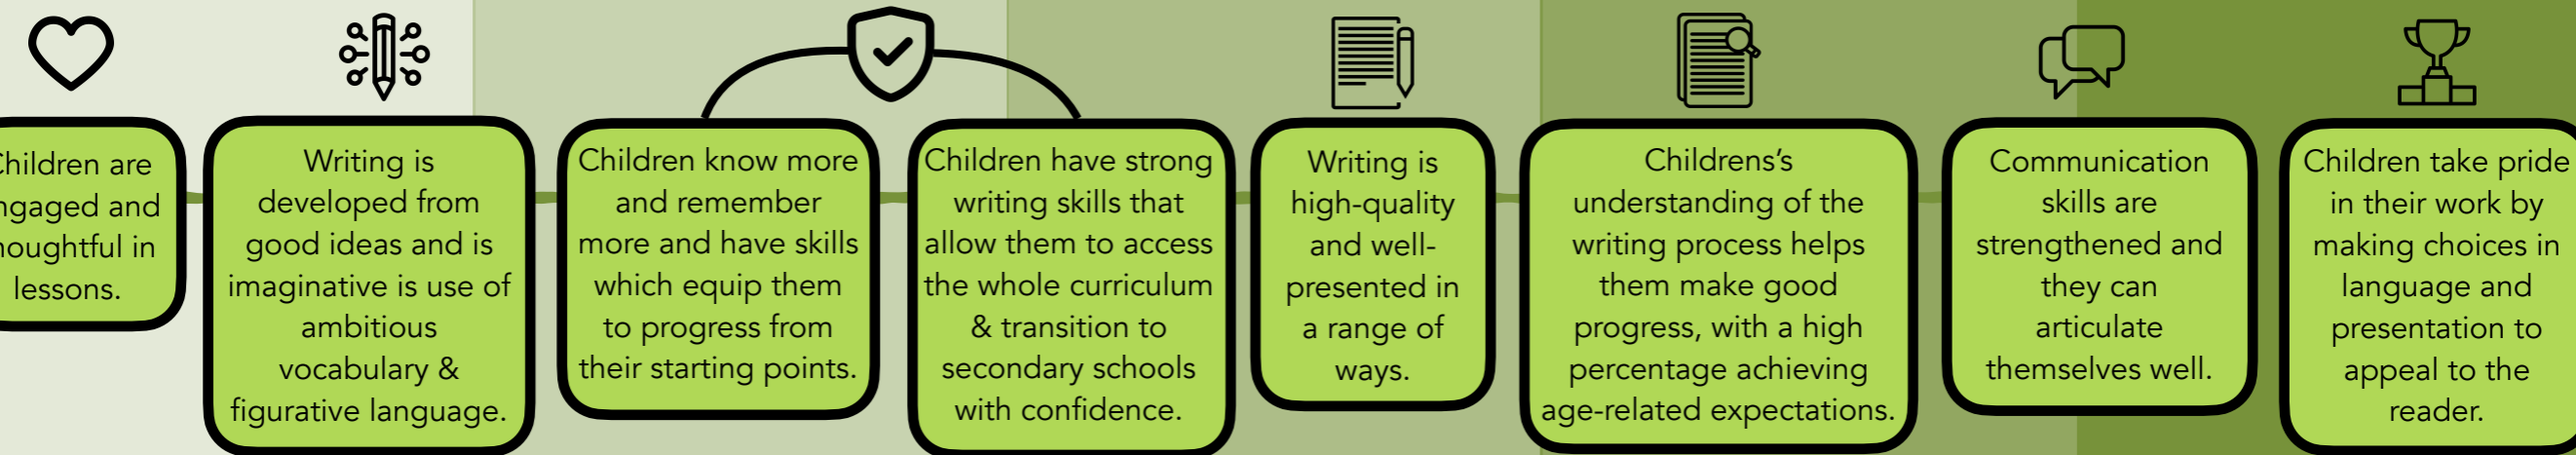 Children are
engaged and
thoughtful in
lessons.
Writing is
developed from
good ideas and is
imaginative is use of
ambitious
vocabulary &
figurative language.
Children know more
and remember
more and have skills
which equip them
to progress from
their starting points.
Children have strong
writing skills that
allow them to access
the whole curriculum
& transition to
secondary schools
with confidence.
Writing is
high-quality
and well-
presented in
a range of
ways.
Childrens’s
understanding of the
writing process helps
them make good
progress, with a high
percentage achieving
age-related expectations.
Communication
skills are
strengthened and
they can
articulate
themselves well.
Children take pride
in their work by
making choices in
language and
presentation to
appeal to the
reader.